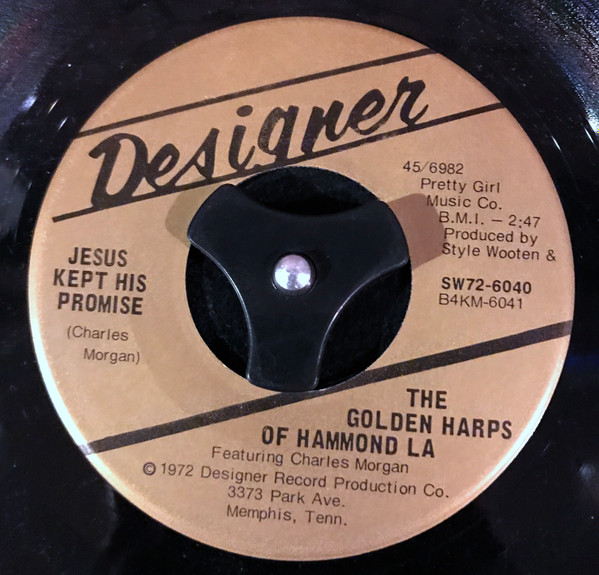 Designer
45/6982
Pretty Girl
Music Co.
B.M.I. – 2:47
Produced by
Style Wooten &
SW72-6040
B4KM-6041
JESUS
KEPT HIS
PROMISE
(Charles
Morgan)
THE
GOLDEN HARPS
OF HAMMOND LA
Featuring Charles Morgan
© 1972 Designer Record Production Co.
3373 Park Ave.
Memphis, Tenn.